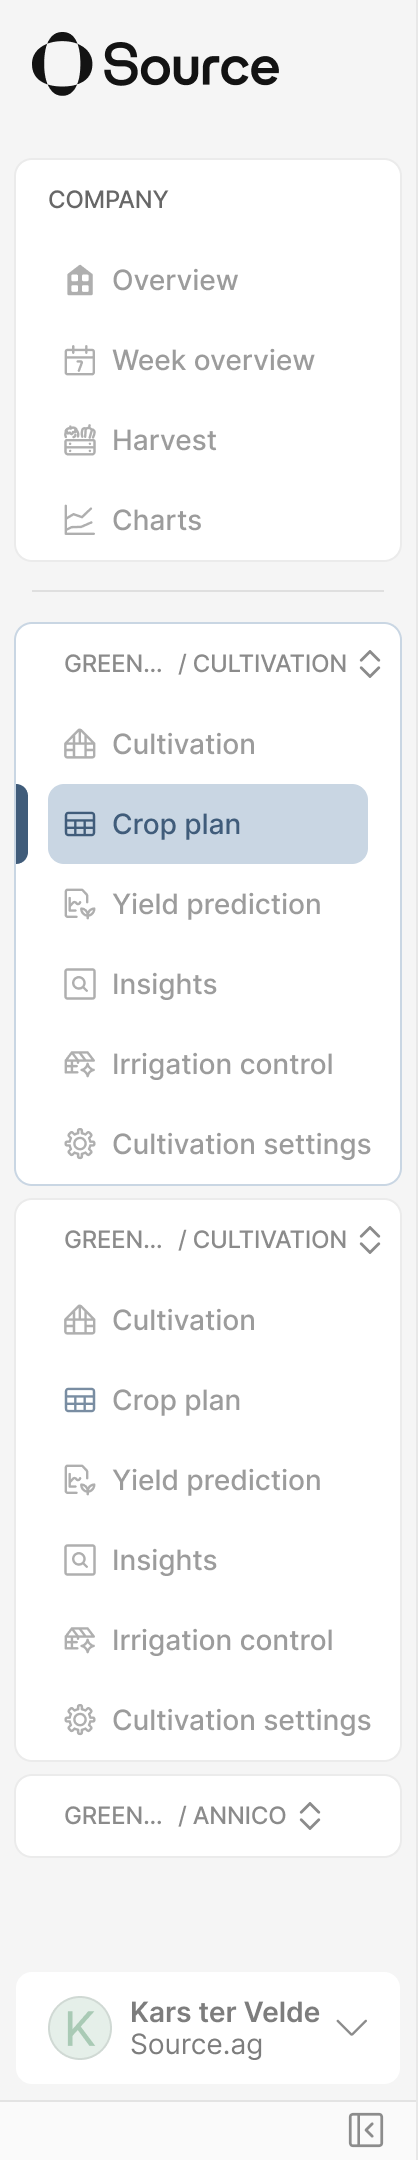 Source
COMPANY
Overview
7
Week overview
Harvest
Charts
GREEN... / CULTIVATION
Cultivation
Crop plan
Yield prediction
Insights
Irrigation control
Cultivation settings
GREEN... / CULTIVATION
Cultivation
Crop plan
Yield prediction
Insights
Irrigation control
Cultivation settings
GREEN... / ANNICO
K
Kars ter Velde
Source.ag